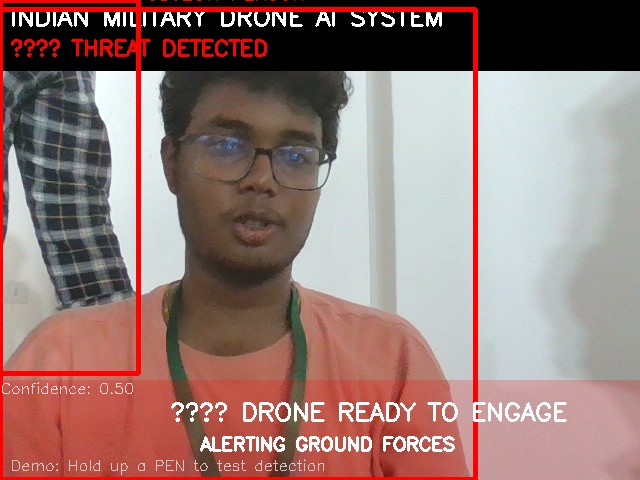 INDIAN MILITARY DRONE AI SYSTEM
???? THREAT DETECTED
Confidence: 0.50
???? DRONE READY TO ENGAGE
ALERTING GROUND FORCES
Demo: Hold up a PEN to test detection